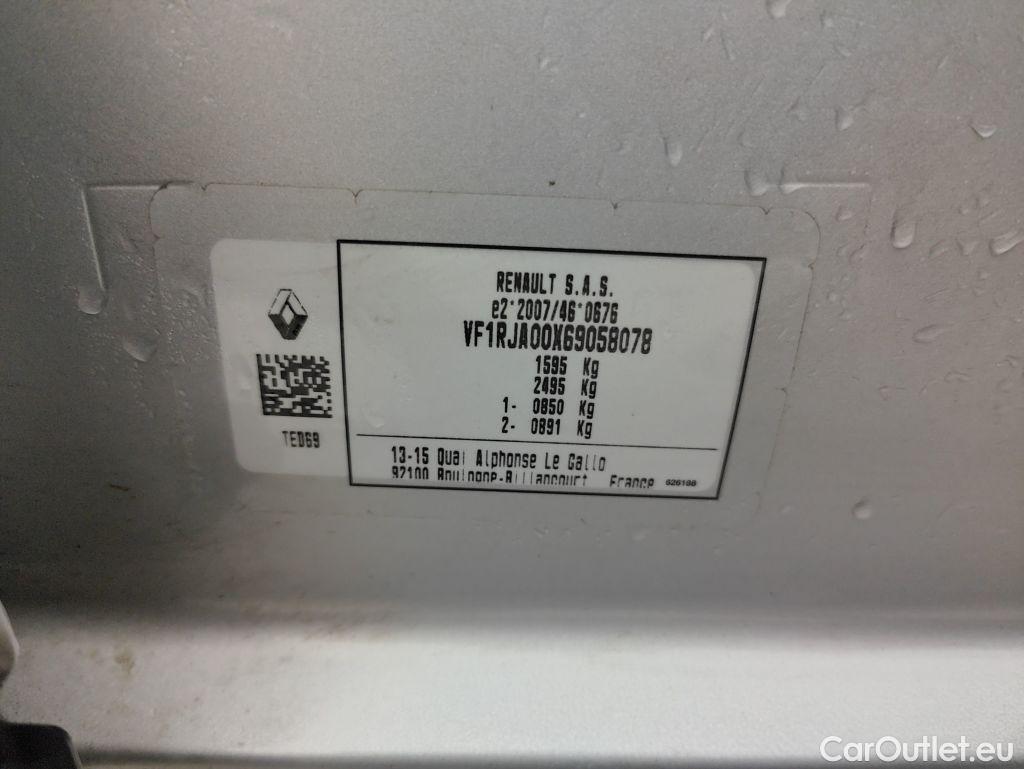 RENAULT S.A.S.
e2*2007/46*0676
VF1RJA00X69058078
1595 Kg
2495 Kg
1- 0850 Kg
2- 0891 Kg
TED69
13-15 Quai Alphonse Le Gallo
92100 Boulogne-Billancourt France
626188
CarOutlet.eu